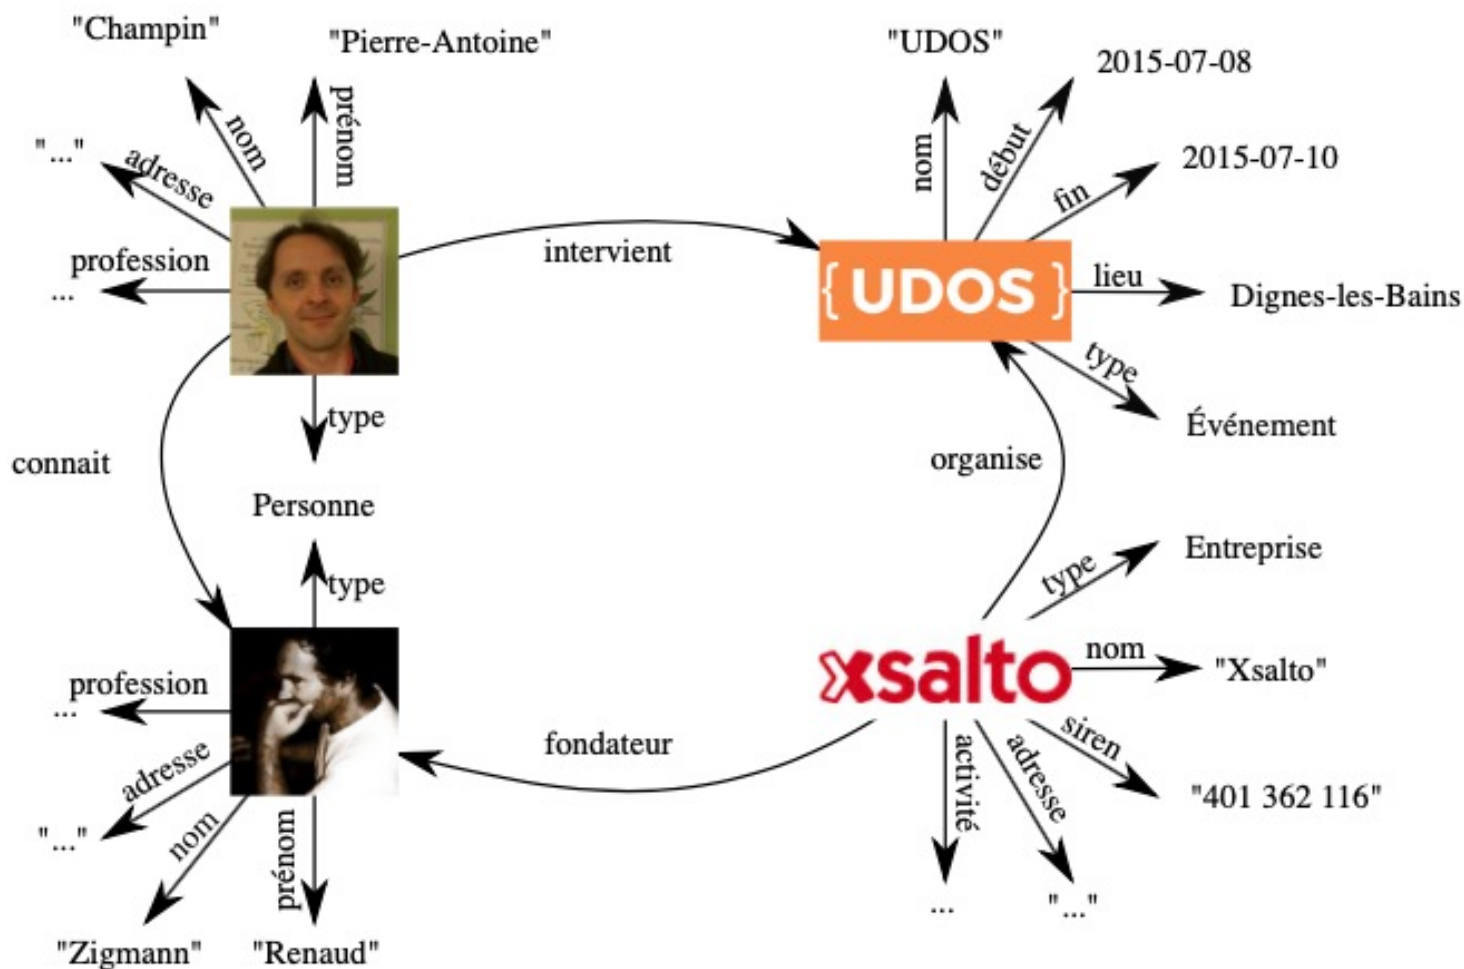 "Champin"
"Pierre-Antoine"
"UDOS"
2015-07-08
prénom
nom
"..."
adresse
nom
début
2015-07-10
fin
profession
...
intervient
{ UDOS }
lieu
Dignes-les-Bains
type
type
Événement
connait
organise
Personne
Entreprise
type
type
xsalto
nom
"Xsalto"
profession
...
fondateur
siren
adresse
activité
"401 362 116"
adresse
"..."
nom
prénom
...
"..."
"Zigmann"
"Renaud"